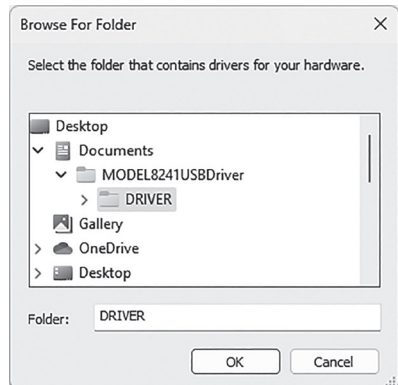 Browse For Folder
Select the folder that contains drivers for your hardware.
Desktop
Documents
MODEL8241USBDriver
DRIVER
Gallery
OneDrive
Desktop
Folder: DRIVER
OK Cancel